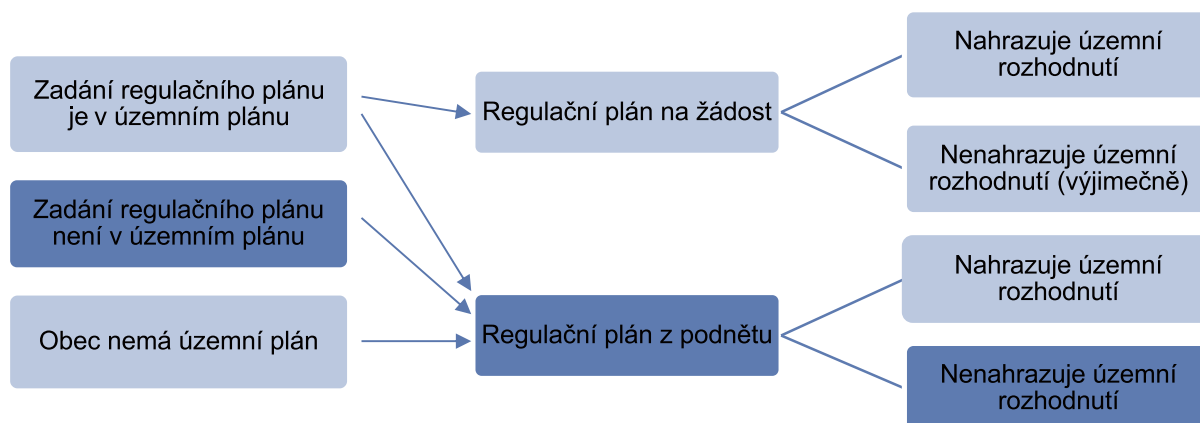 Zadání regulačního plánu
je v územním plánu
Zadání regulačního plánu
není v územním plánu
Obec nemá územní plán
Regulační plán na žádost
Regulační plán z podnětu
Nahrazuje územní
rozhodnutí
Nenahrazuje územní
rozhodnutí (výjimečně)
Nahrazuje územní
rozhodnutí
Nenahrazuje územní
rozhodnutí